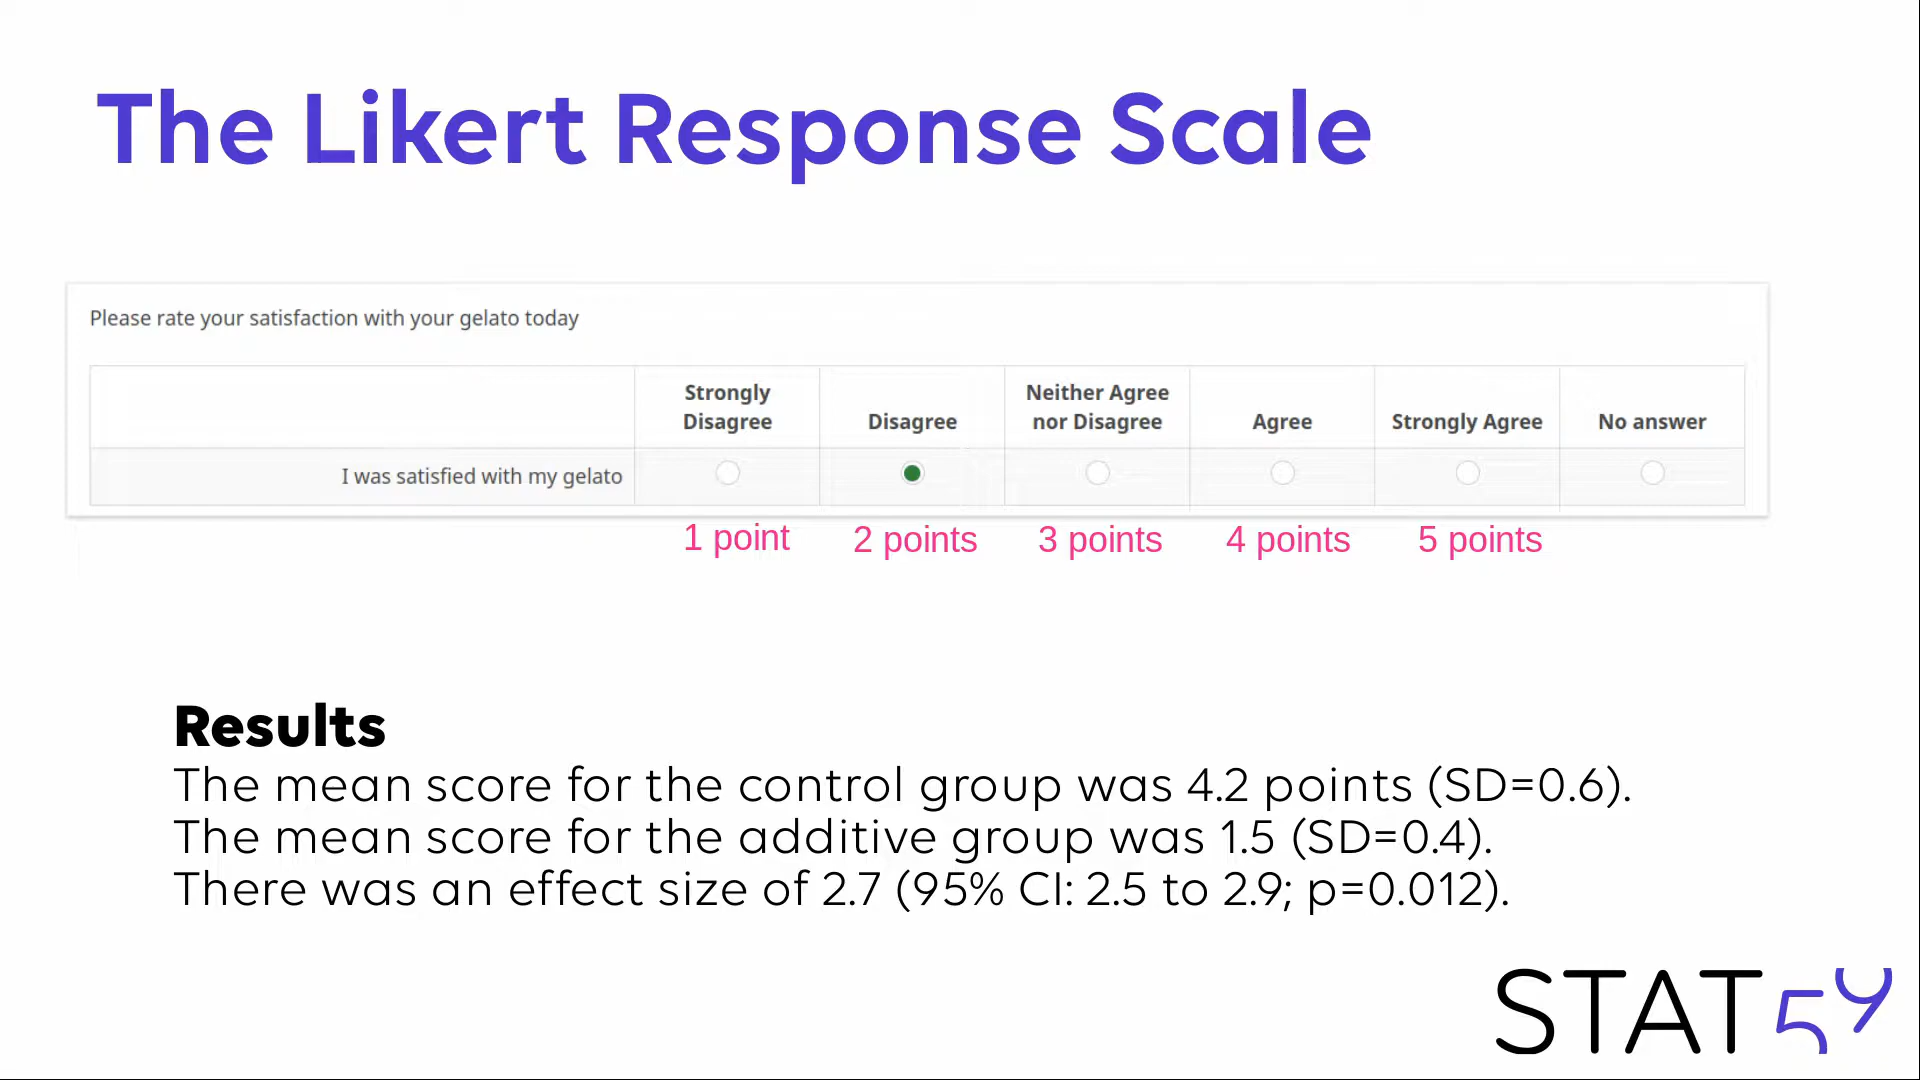 The Likert Response Scale
Please rate your satisfaction with your gelato today
Strongly Disagree
Disagree
Neither Agree nor Disagree
Agree
Strongly Agree
No answer
I was satisfied with my gelato
1 point
2 points
3 points
4 points
5 points
Results
The mean score for the control group was 4.2 points (SD=0.6).
The mean score for the additive group was 1.5 (SD=0.4).
There was an effect size of 2.7 (95% CI: 2.5 to 2.9; p=0.012).
STAT59